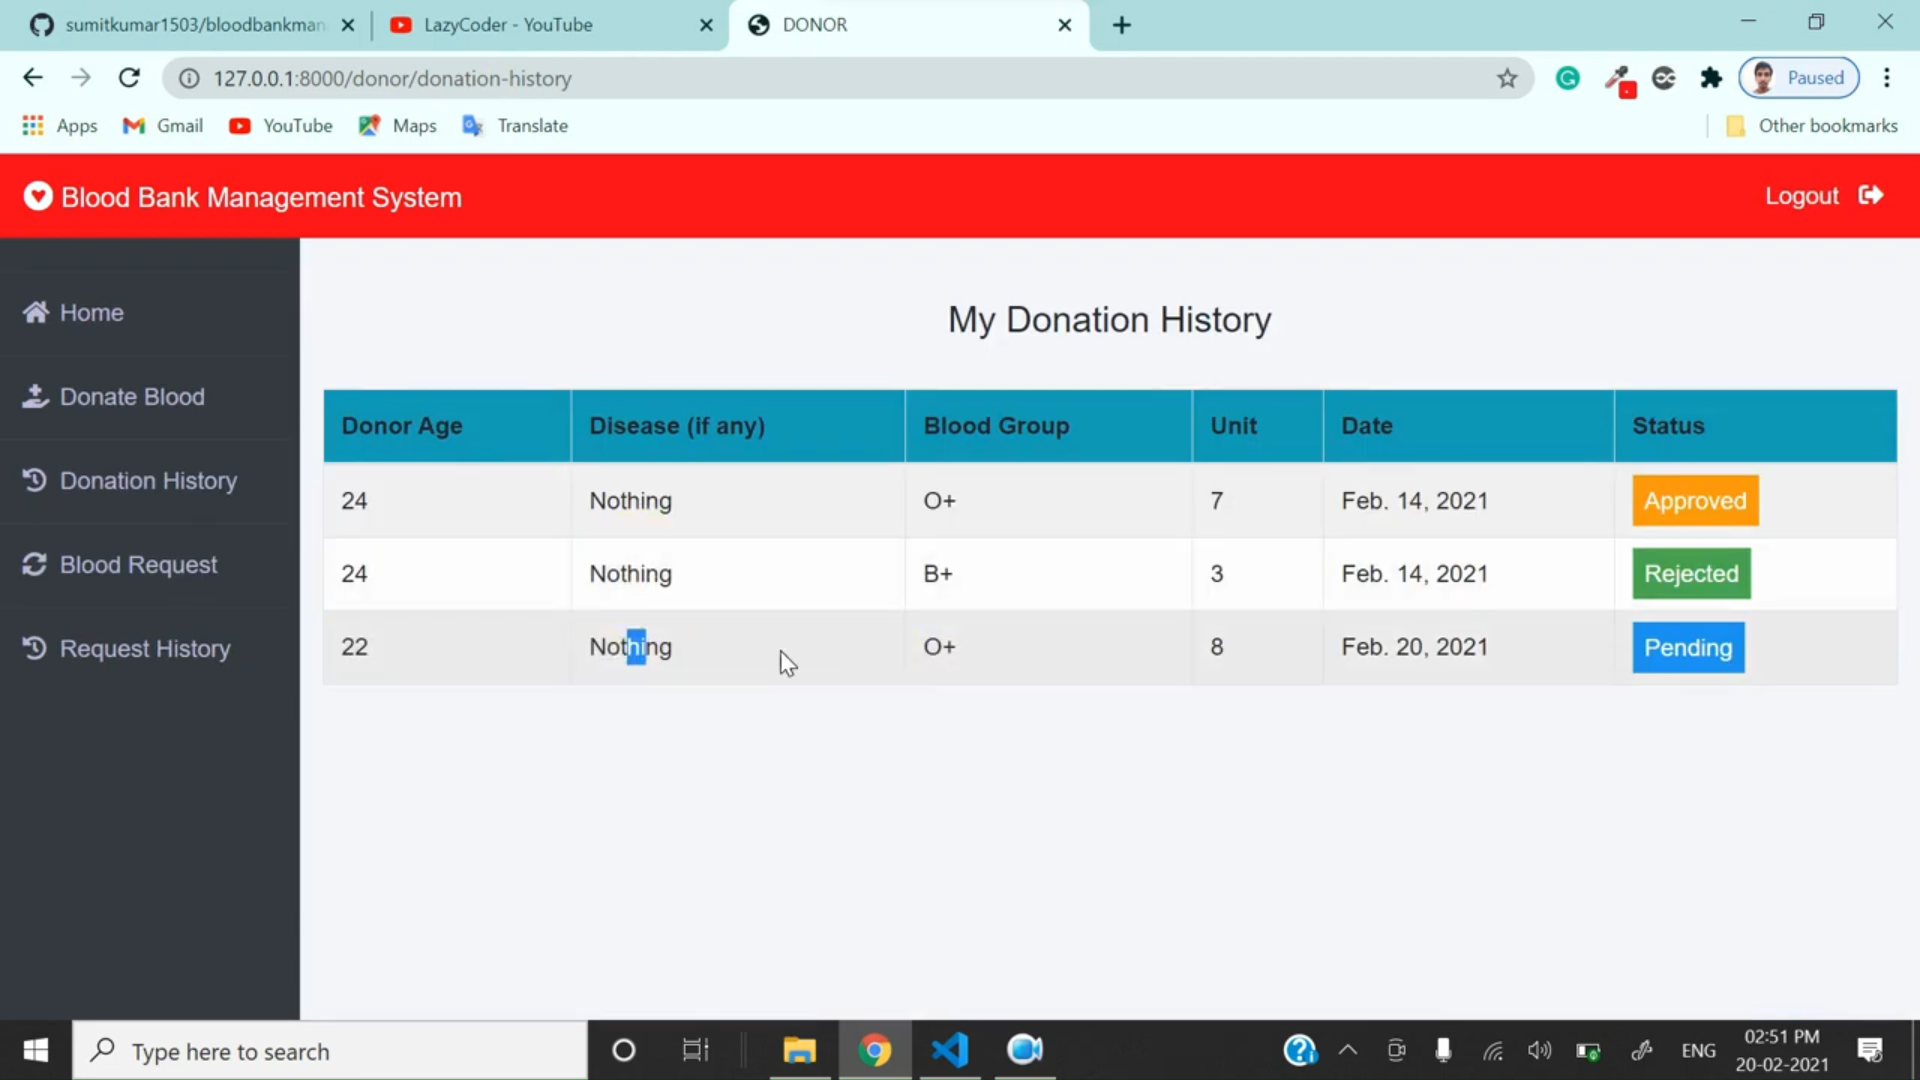 sumitkumar1503/bloodbankman
LazyCoder - YouTube
DONOR
127.0.0.1:8000/donor/donation-history
Paused
Apps
Gmail
YouTube
Maps
Translate
Other bookmarks
Blood Bank Management System
Logout
Home
Donate Blood
Donation History
Blood Request
Request History
My Donation History
Donor Age Disease (if any) Blood Group Unit Date Status
24 Nothing O+ 7 Feb. 14, 2021 Approved
24 Nothing B+ 3 Feb. 14, 2021 Rejected
22 Nothing O+ 8 Feb. 20, 2021 Pending
Type here to search
ENG
02:51 PM
20-02-2021